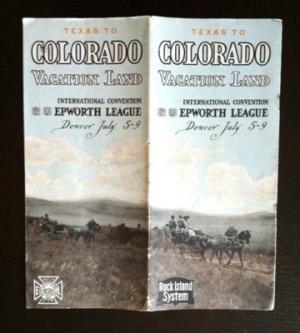 TEXAS TO
COLORADO
VACATION LAND
INTERNATIONAL CONVENTION
EPWORTH LEAGUE
Denver July 5-9
TEXAS TO
COLORADO
VACATION LAND
INTERNATIONAL CONVENTION
EPWORTH LEAGUE
Denver July 5-9
Rock Island
System